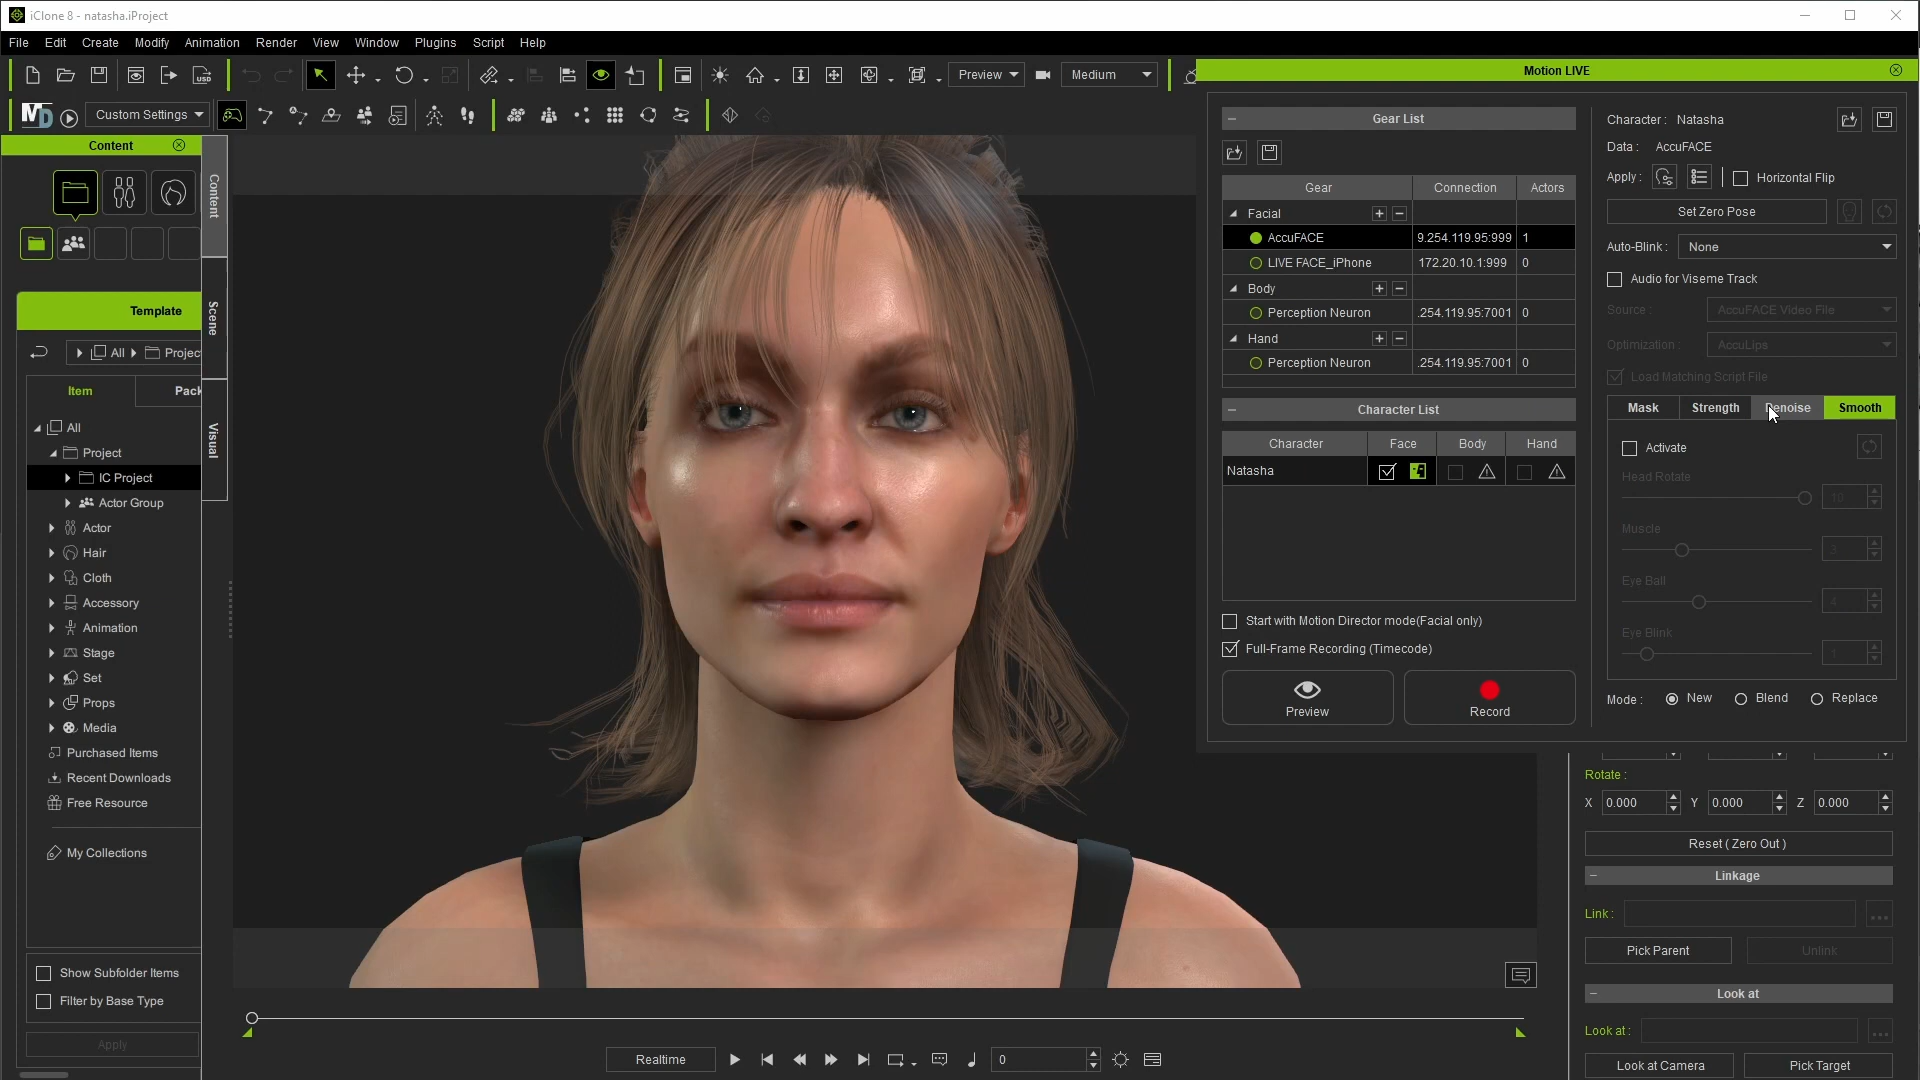 iClone 8 - natasha.iProject
File Edit Create Modify Animation Render View Window Plugins Script Help
USD Preview Medium
MD Custom Settings
Content
Template
All Projec
Item Pack
All
Project
IC Project
Actor Group
Actor
Hair
Cloth
Accessory
Animation
Stage
Set
Props
Media
Purchased Items
Recent Downloads
Free Resource
My Collections
Show Subfolder Items
Filter by Base Type
Apply
Content
Scene
Visual
Realtime 0
Motion LIVE
Gear List
Gear Connection Actors
Facial
AccuFACE 9.254.119.95:999 1
LIVE FACE_iPhone 172.20.10.1:999 0
Body
Perception Neuron .254.119.95:7001 0
Hand
Perception Neuron .254.119.95:7001 0
Character List
Character Face Body Hand
Natasha
Start with Motion Director mode(Facial only)
Full-Frame Recording (Timecode)
Preview Record
Character : Natasha
Data : AccuFACE
Apply : Horizontal Flip
Set Zero Pose
Auto-Blink : None
Audio for Viseme Track
Source : AccuFACE Video File
Optimization : AccuLips
Load Matching Script File
Mask Strength Denoise Smooth
Activate
Head Rotate
10
Muscle
3
Eye Ball
4
Eye Blink
1
Mode : New Blend Replace
Rotate :
X 0.000 Y 0.000 Z 0.000
Reset ( Zero Out )
Linkage
Link : ...
Pick Parent Unlink
Look at
Look at : ...
Look at Camera Pick Target